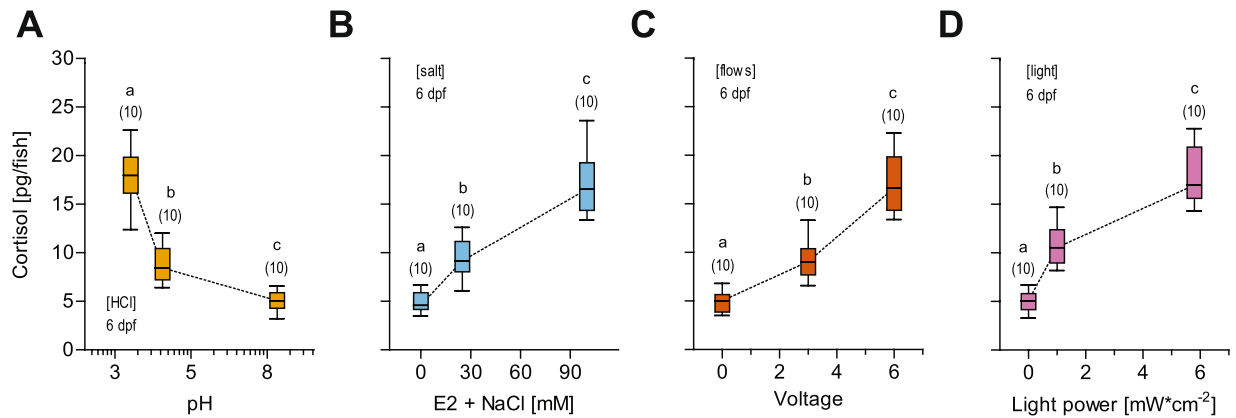 A
B
C
D
30
25
20
15
10
5
0
Cortisol [pg/fish]
a
(10)
b
(10)
c
(10)
[HCl]
6 dpf
3
5
8
pH
[salt]
6 dpf
a
(10)
b
(10)
c
(10)
0
30
60
90
E2 + NaCl [mM]
[flows]
6 dpf
a
(10)
b
(10)
c
(10)
0
2
4
6
Voltage
[light]
6 dpf
a
(10)
b
(10)
c
(10)
0
2
4
6
Light power [mW*cm-2]